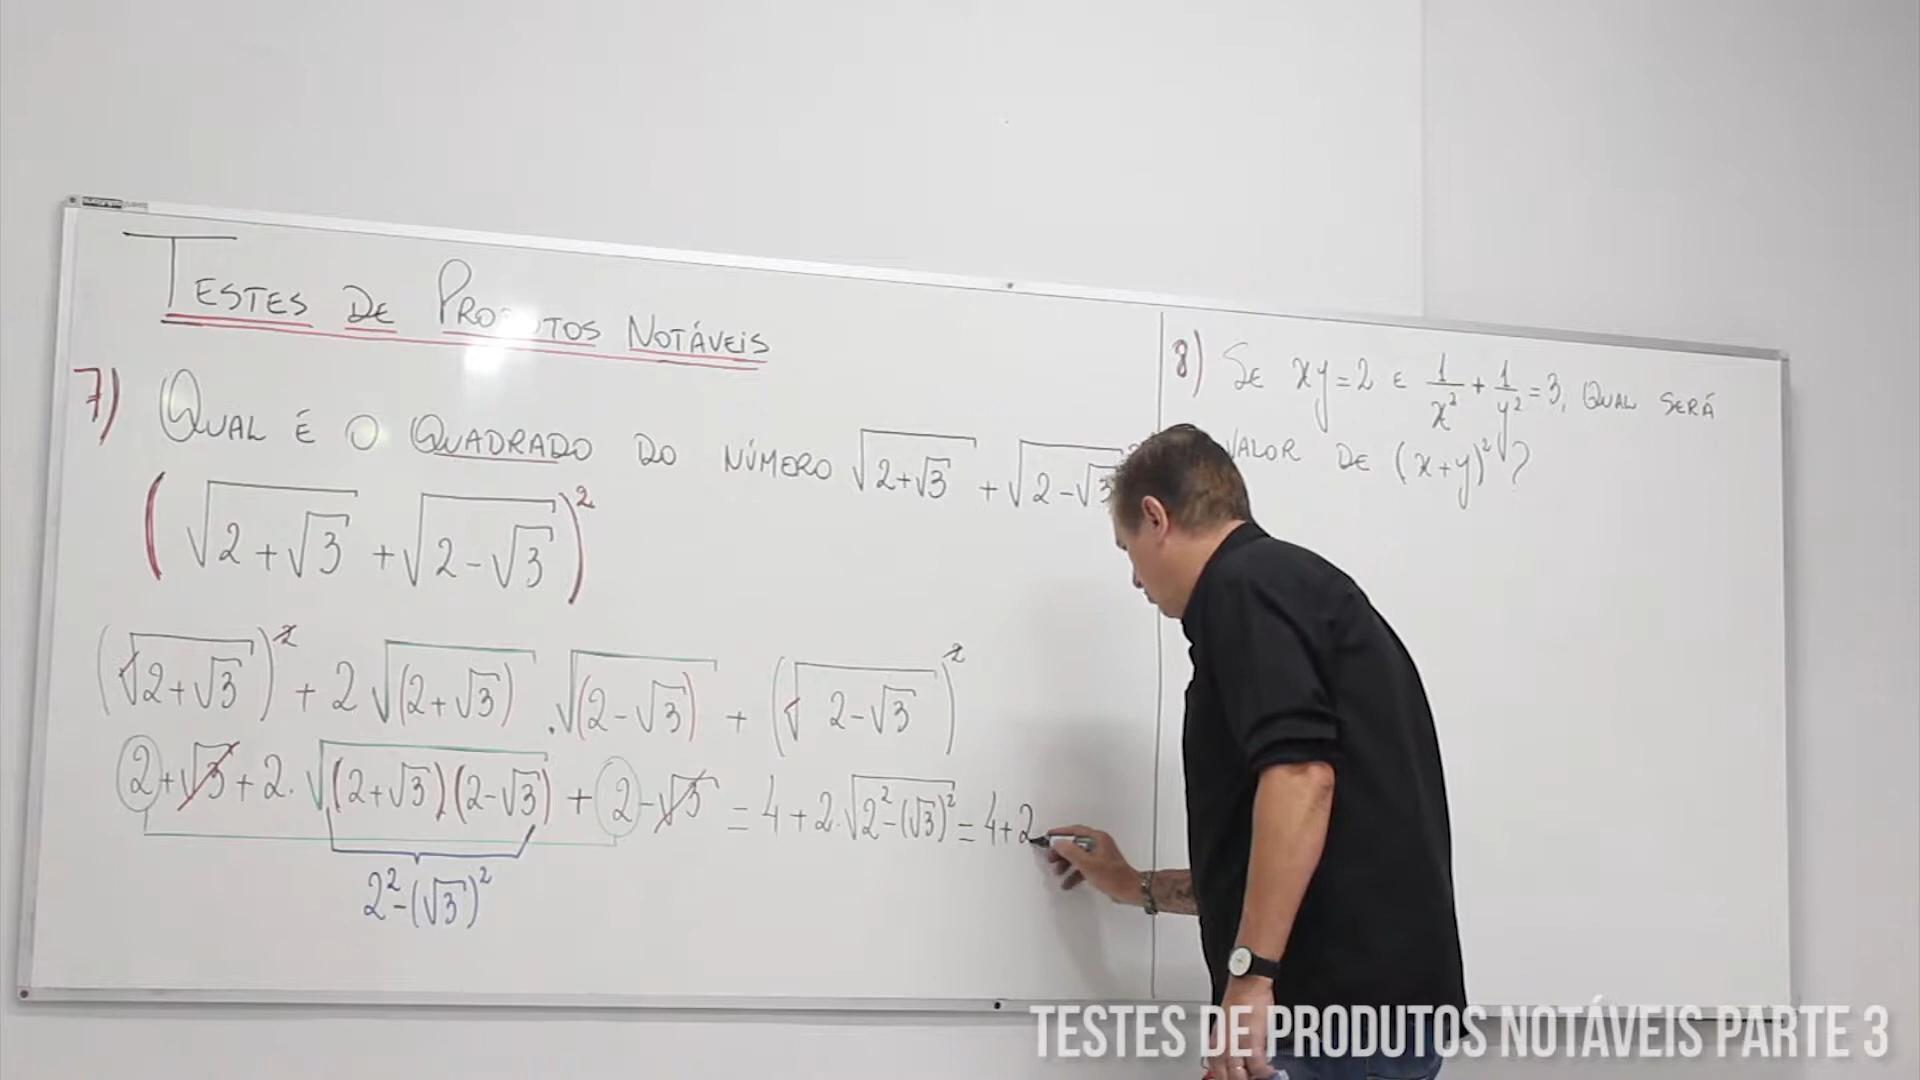 TESTES DE PRODUTOS NOTÁVEIS
7) QUAL É O QUADRADO DO NÚMERO √(2+√3) + √(2-√3)
(√(2+√3) + √(2-√3))²
(√(2+√3))² + 2√(2+√3) . √(2-√3) + (√(2-√3))²
2+√3+2.√((2+√3)(2-√3)) + 2-√3 = 4+2.√(2²-(√3)²) = 4+2
2²-(√3)²
8) SE xy=2 E 1/x² + 1/y² = 3, QUAL SERÁ
VALOR DE (x+y)²?
TESTES DE PRODUTOS NOTÁVEIS PARTE 3